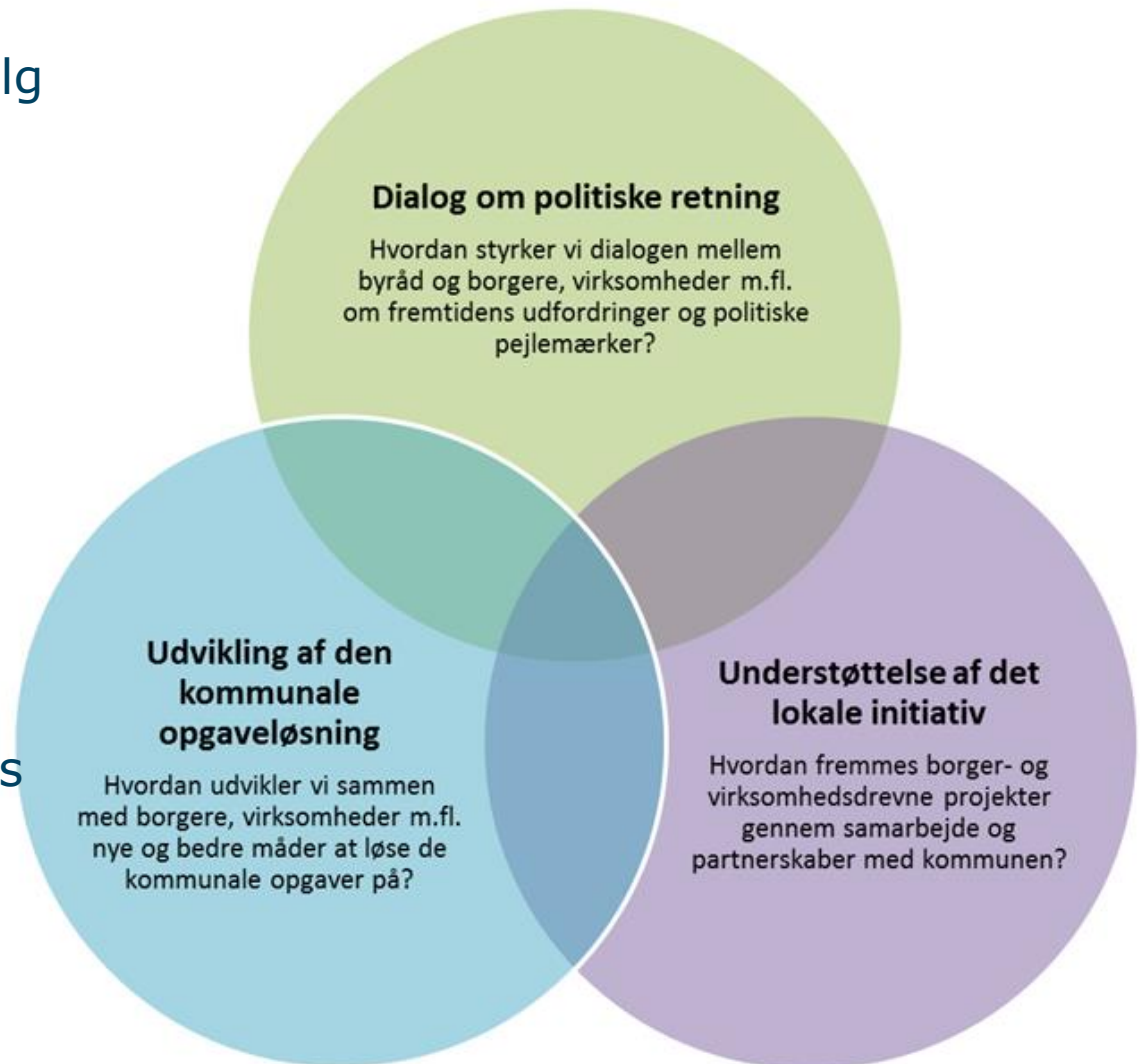 lg
Dialog om politiske retning
Hvordan styrker vi dialogen mellem
byråd og borgere, virksomheder m.fl.
om fremtidens udfordringer og politiske
pejlemærker?
Udvikling af den
kommunale
opgaveløsning
s
Hvordan udvikler vi sammen
med borgere, virksomheder m.fl.
nye og bedre måder at løse de
kommunale opgaver på?
Understøttelse af det
lokale initiativ
Hvordan fremmes borger- og
virksomhedsdrevne projekter
gennem samarbejde og
partnerskaber med kommunen?